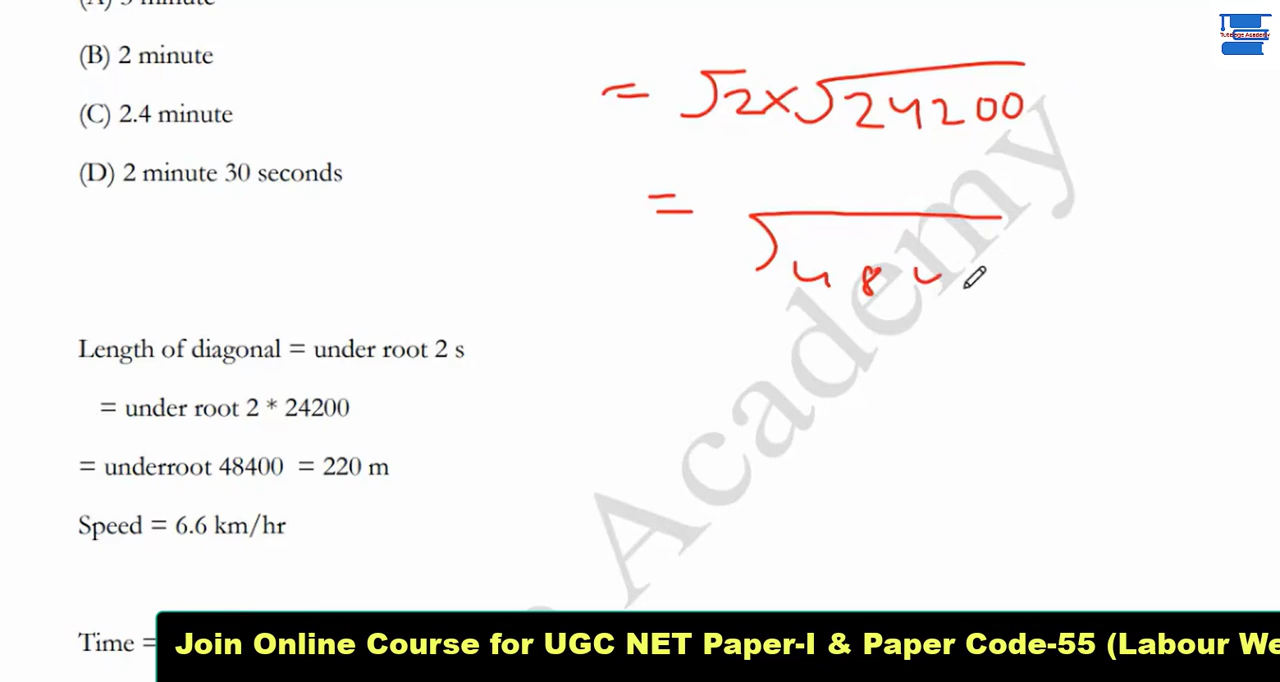 (A) 3 minute
(B) 2 minute
(C) 2.4 minute
(D) 2 minute 30 seconds
= √2 × √24200
= √484
Length of diagonal = under root 2 s
= under root 2 * 24200
= underroot 48400 = 220 m
Speed = 6.6 km/hr
Time =
Join Online Course for UGC NET Paper-I & Paper Code-55 (Labour We
Academy